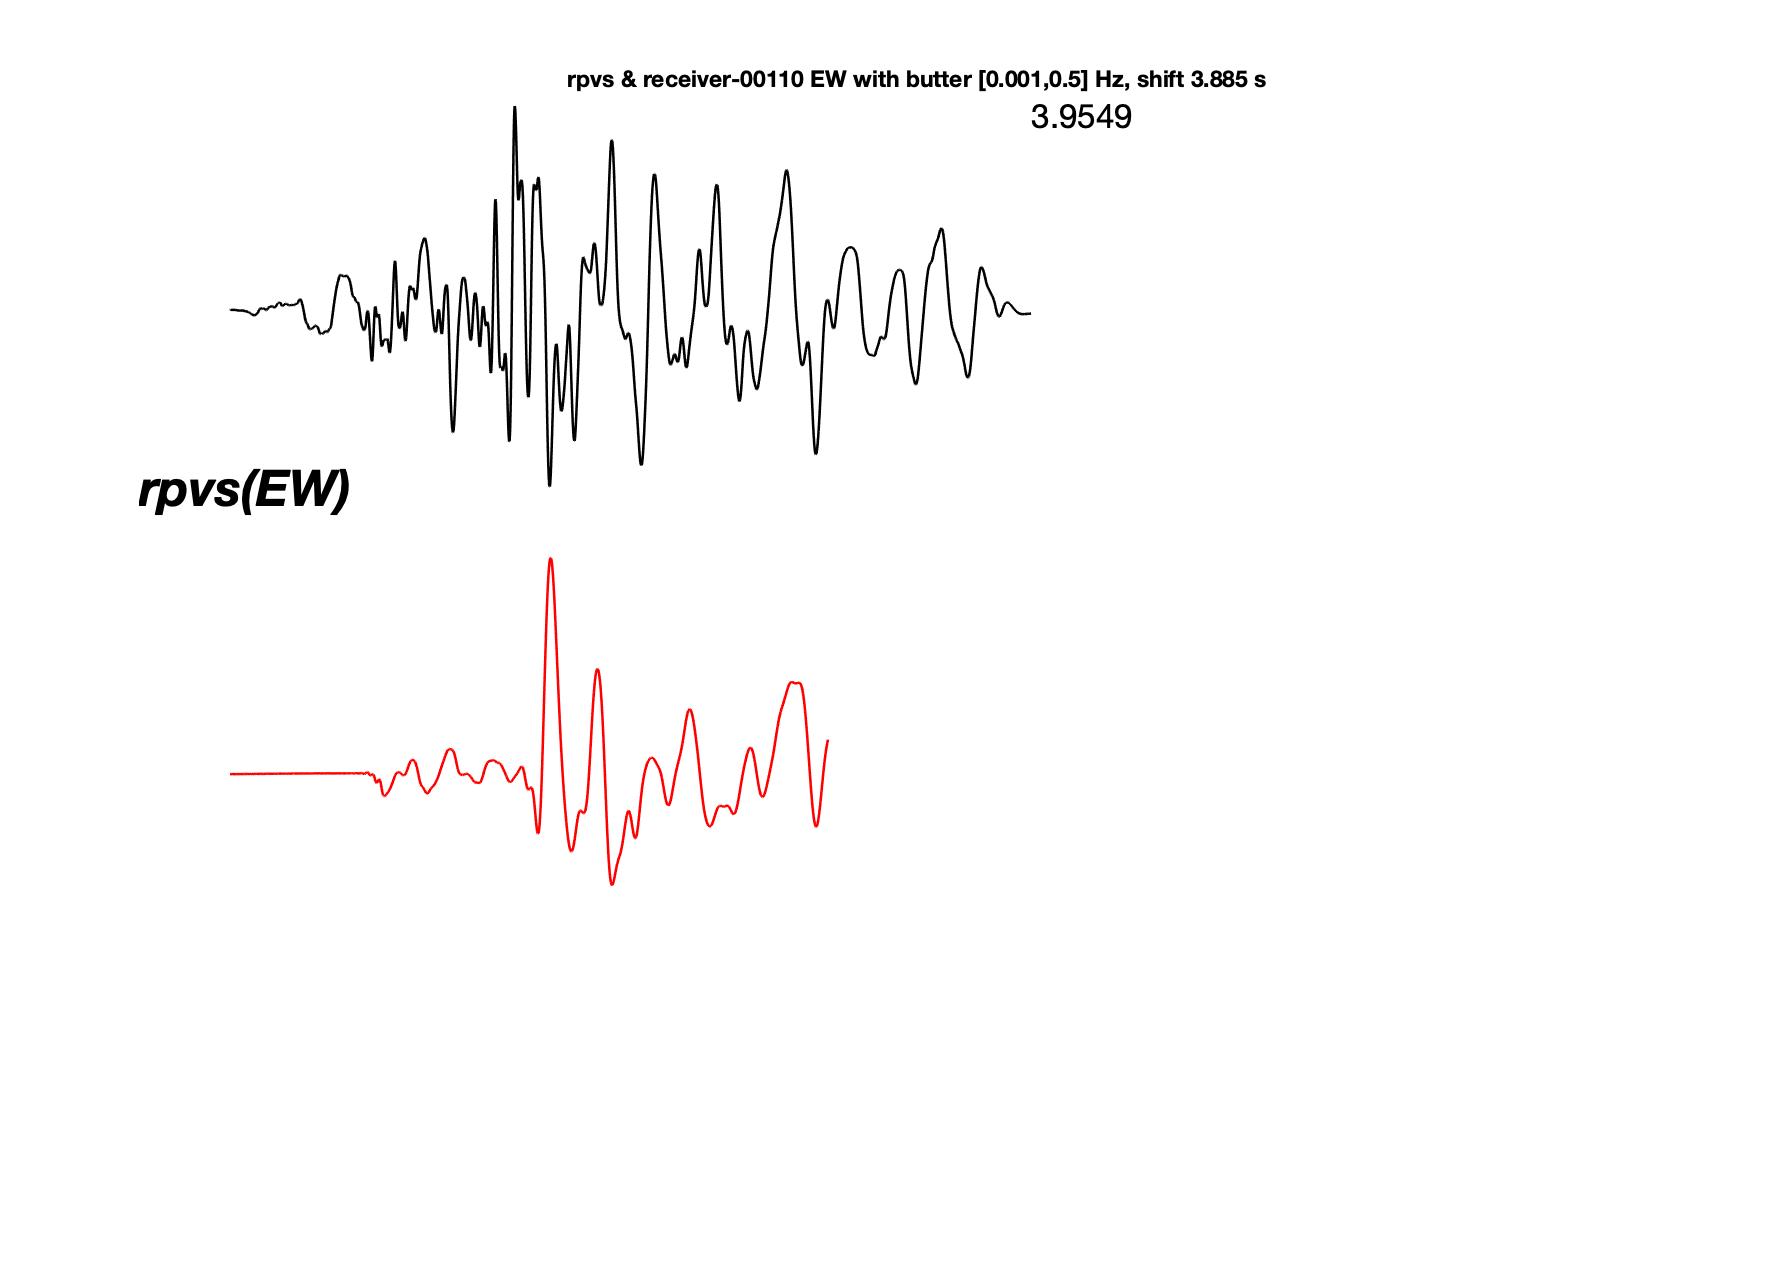 rpvs & receiver-00110 EW with butter [0.001,0.5] Hz, shift 3.885 s
3.9549
rpvs(EW)